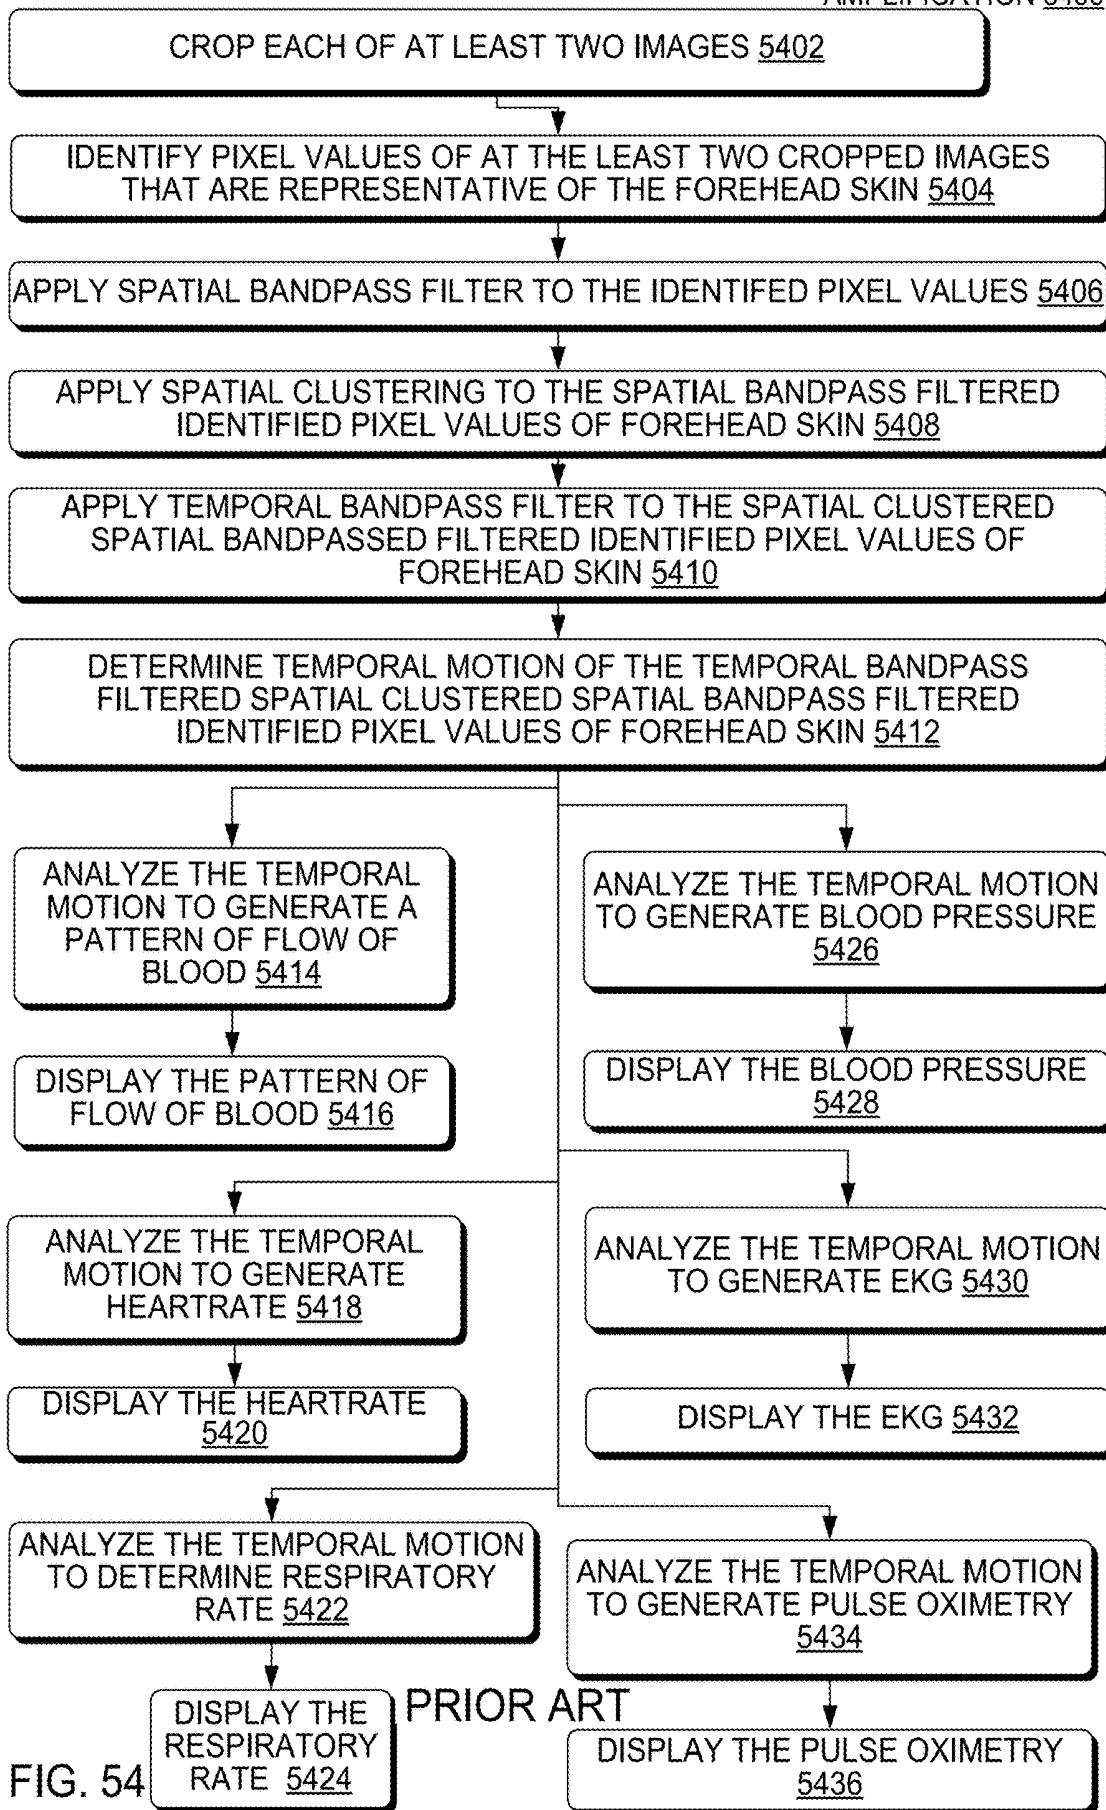 CROP EACH OF AT LEAST TWO IMAGES 5402
IDENTIFY PIXEL VALUES OF AT THE LEAST TWO CROPPED IMAGES
THAT ARE REPRESENTATIVE OF THE FOREHEAD SKIN 5404
APPLY SPATIAL BANDPASS FILTER TO THE IDENTIFED PIXEL VALUES 5406
APPLY SPATIAL CLUSTERING TO THE SPATIAL BANDPASS FILTERED
IDENTIFIED PIXEL VALUES OF FOREHEAD SKIN 5408
APPLY TEMPORAL BANDPASS FILTER TO THE SPATIAL CLUSTERED
SPATIAL BANDPASSED FILTERED IDENTIFIED PIXEL VALUES OF
FOREHEAD SKIN 5410
DETERMINE TEMPORAL MOTION OF THE TEMPORAL BANDPASS
FILTERED SPATIAL CLUSTERED SPATIAL BANDPASS FILTERED
IDENTIFIED PIXEL VALUES OF FOREHEAD SKIN 5412
ANALYZE THE TEMPORAL
MOTION TO GENERATE A
PATTERN OF FLOW OF
BLOOD 5414
DISPLAY THE PATTERN OF
FLOW OF BLOOD 5416
ANALYZE THE TEMPORAL MOTION
TO GENERATE BLOOD PRESSURE
5426
DISPLAY THE BLOOD PRESSURE
5428
ANALYZE THE TEMPORAL
MOTION TO GENERATE
HEARTRATE 5418
DISPLAY THE HEARTRATE
5420
ANALYZE THE TEMPORAL MOTION
TO GENERATE EKG 5430
DISPLAY THE EKG 5432
ANALYZE THE TEMPORAL MOTION
TO DETERMINE RESPIRATORY
RATE 5422
DISPLAY THE
RESPIRATORY
RATE 5424
ANALYZE THE TEMPORAL MOTION
TO GENERATE PULSE OXIMETRY
5434
DISPLAY THE PULSE OXIMETRY
5436
PRIOR ART
FIG. 54